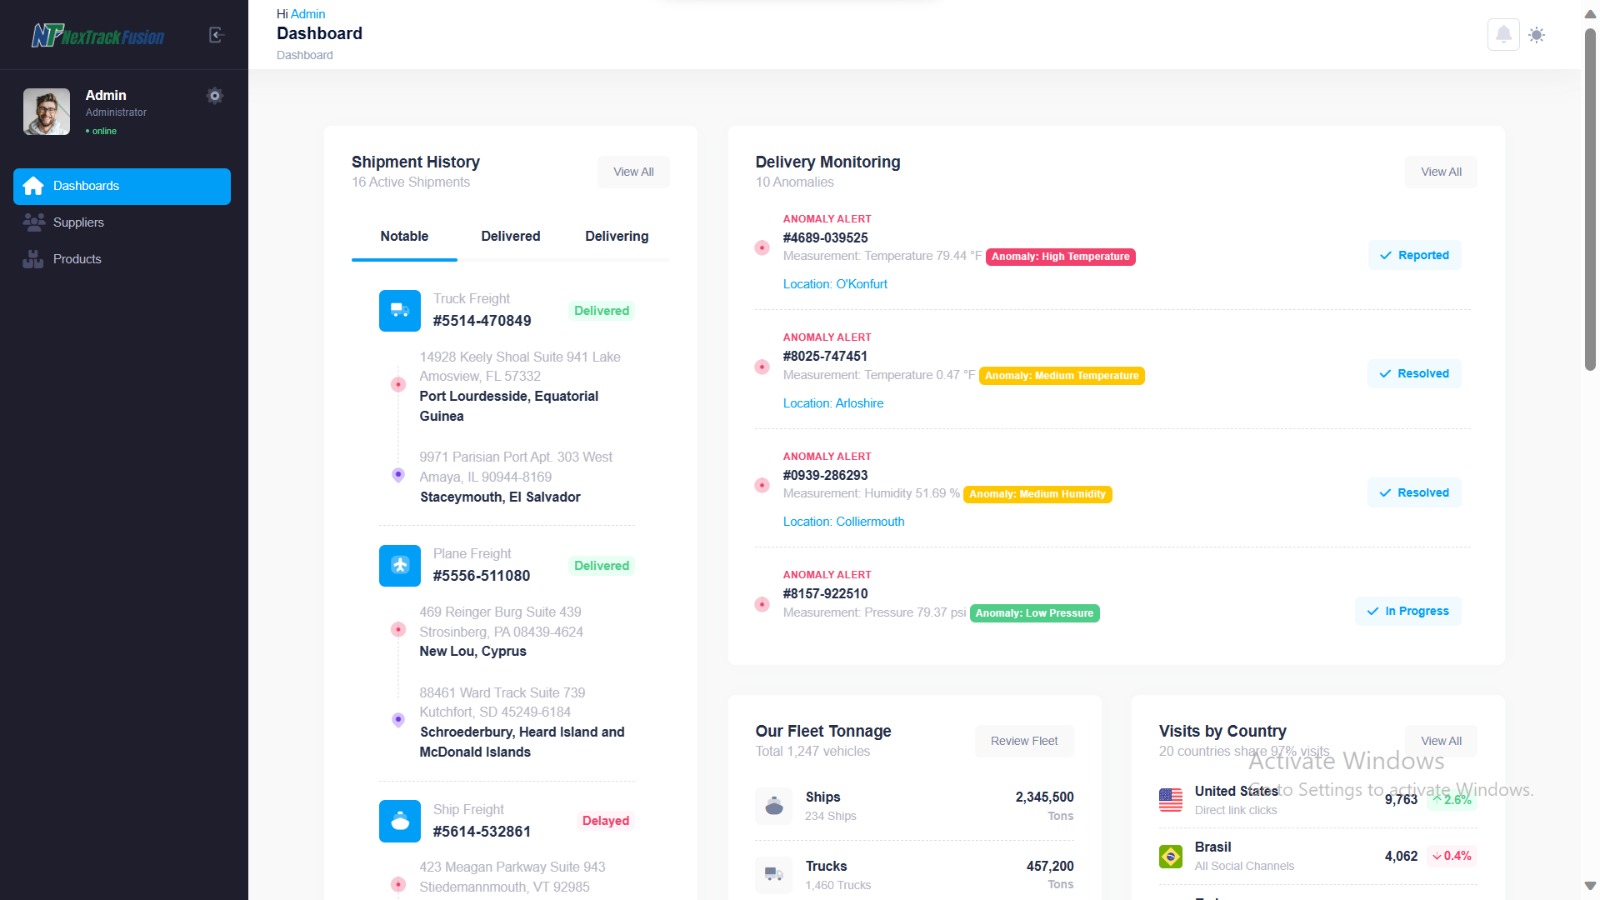 NexTrack Fusion
Admin
Administrator
• online
Dashboards
Suppliers
Products
Hi Admin
Dashboard
Dashboard
Shipment History
16 Active Shipments
View All
Notable
Delivered
Delivering
Truck Freight
#5514-470849
Delivered
14928 Keely Shoal Suite 941 Lake
Amosview, FL 57332
Port Lourdesside, Equatorial
Guinea
9971 Parisian Port Apt. 303 West
Amaya, IL 90944-8169
Staceymouth, El Salvador
Plane Freight
#5556-511080
Delivered
469 Reinger Burg Suite 439
Strosinberg, PA 08439-4624
New Lou, Cyprus
88461 Ward Track Suite 739
Kutchfort, SD 45249-6184
Schroederbury, Heard Island and
McDonald Islands
Ship Freight
#5614-532861
Delayed
423 Meagan Parkway Suite 943
Stiedemannmouth, VT 92985
Delivery Monitoring
10 Anomalies
View All
ANOMALY ALERT
#4689-039525
Measurement: Temperature 79.44 °F Anomaly: High Temperature
Location: O'Konfurt
Reported
ANOMALY ALERT
#8025-747451
Measurement: Temperature 0.47 °F Anomaly: Medium Temperature
Location: Arloshire
Resolved
ANOMALY ALERT
#0939-286293
Measurement: Humidity 51.69 % Anomaly: Medium Humidity
Location: Colliermouth
Resolved
ANOMALY ALERT
#8157-922510
Measurement: Pressure 79.37 psi Anomaly: Low Pressure
In Progress
Our Fleet Tonnage
Total 1,247 vehicles
Review Fleet
Ships
234 Ships
2,345,500
Tons
Trucks
1,460 Trucks
457,200
Tons
Visits by Country
20 countries share 97% visits
View All
United States
Direct link clicks
9,763
2.6%
Brasil
All Social Channels
4,062
0.4%
Activate Windows
Go to Settings to activate Windows.